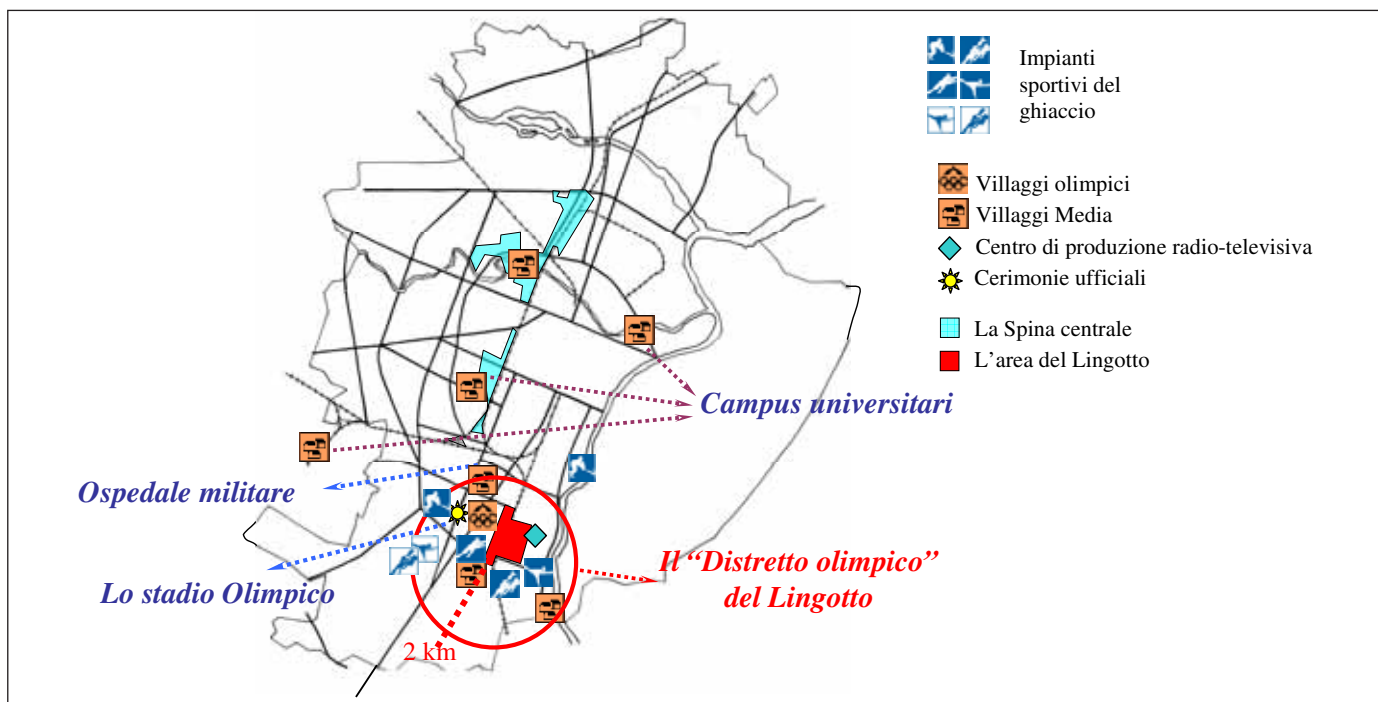 Impianti
sportivi del
ghiaccio
Villaggi olimpici
Villaggi Media
Centro di produzione radio-televisiva
Cerimonie ufficiali
La Spina centrale
L'area del Lingotto
Campus universitari
Ospedale militare
Lo stadio Olimpico
Il “Distretto olimpico”
del Lingotto
2 km